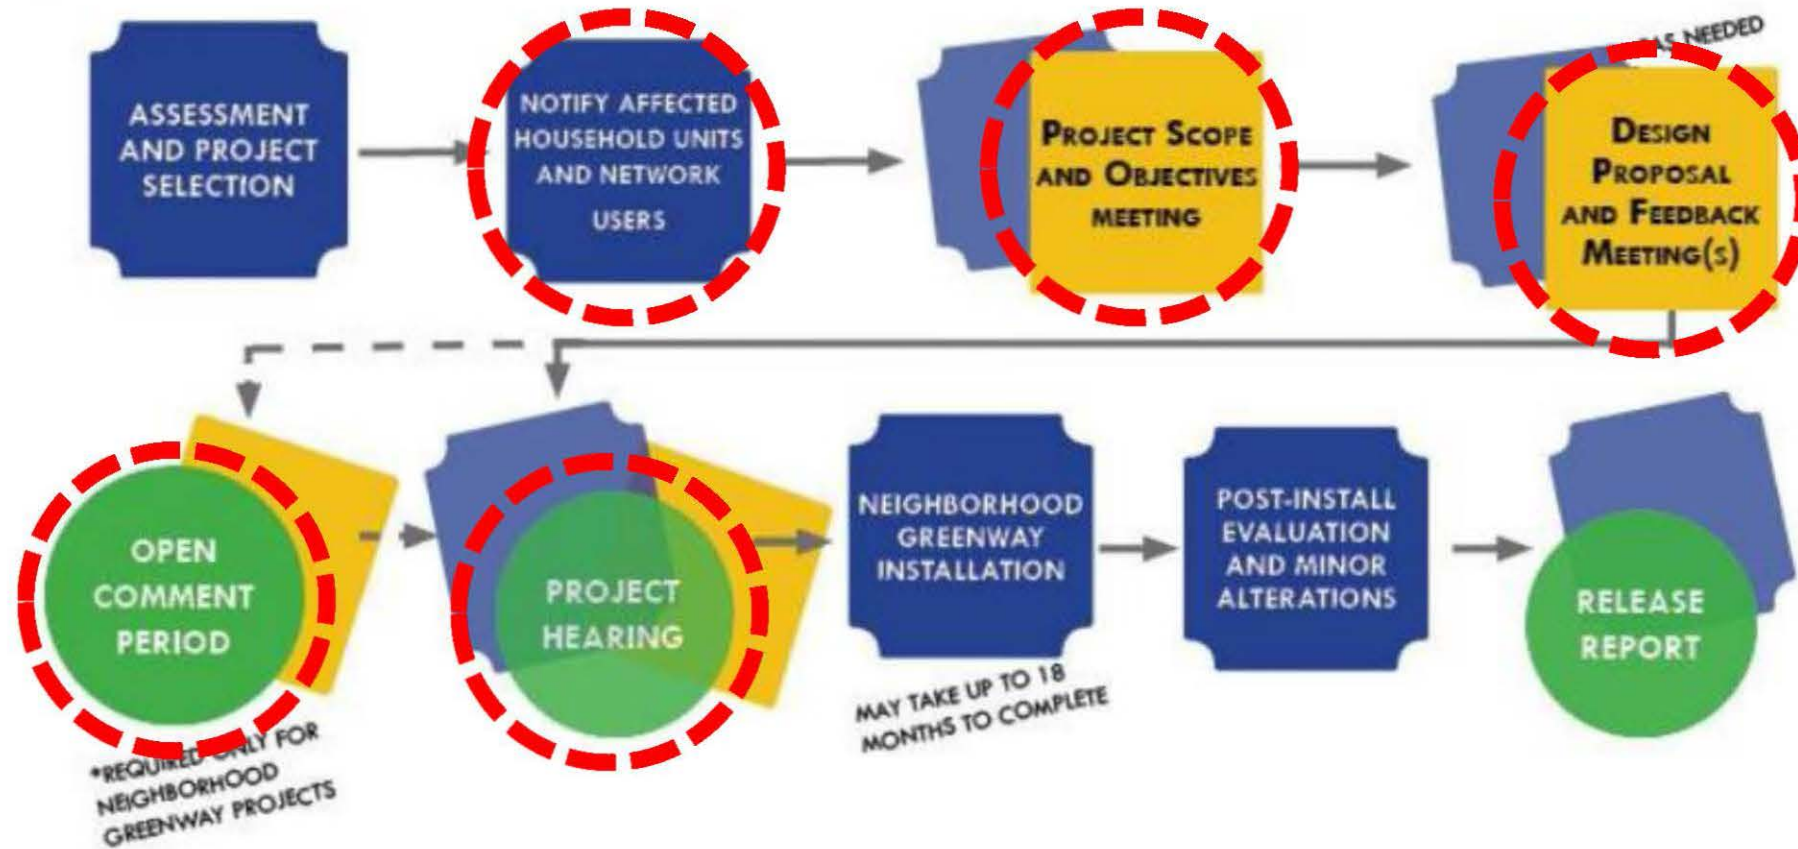 ASSESSMENT
AND PROJECT
SELECTION
NOTIFY AFFECTED
HOUSEHOLD UNITS
AND NETWORK
USERS
PROJECT SCOPE
AND OBJECTIVES
MEETING
*AS NEEDED
DESIGN
PROPOSAL
AND FEEDBACK
MEETING(S)
OPEN
COMMENT
PERIOD
*REQUIRED ONLY FOR
NEIGHBORHOOD
GREENWAY PROJECTS
PROJECT
HEARING
NEIGHBORHOOD
GREENWAY
INSTALLATION
MAY TAKE UP TO 18
MONTHS TO COMPLETE
POST-INSTALL
EVALUATION
AND MINOR
ALTERATIONS
RELEASE
REPORT